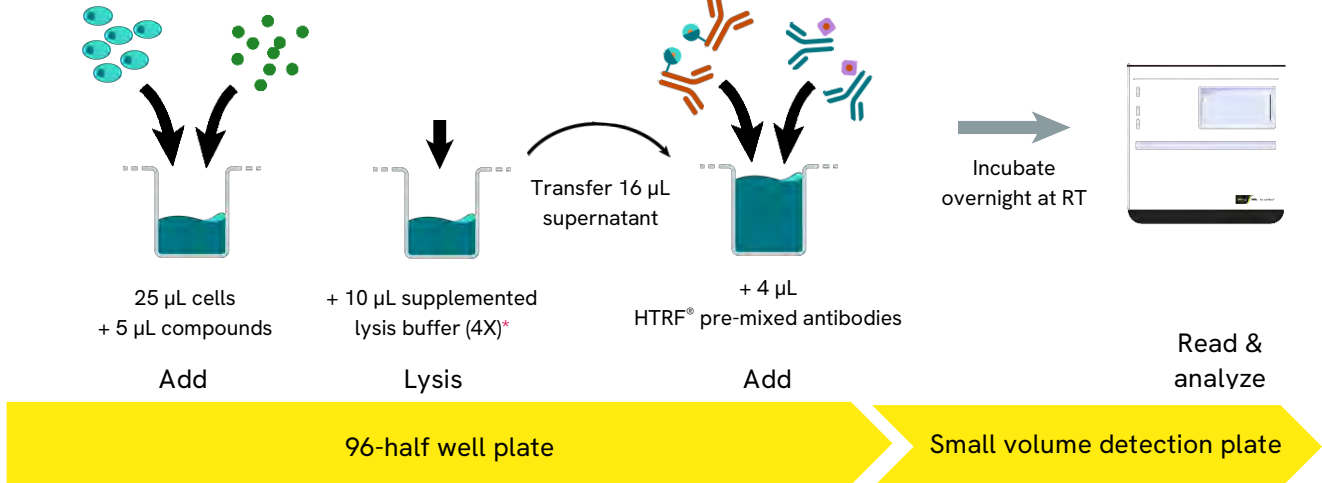 Transfer 16 µL
supernatant
Incubate
overnight at RT
25 µL cells
+ 5 µL compounds
+ 10 µL supplemented
lysis buffer (4X)*
+ 4 µL
HTRF® pre-mixed antibodies
Add
Lysis
Add
Read &
analyze
96-half well plate
Small volume detection plate